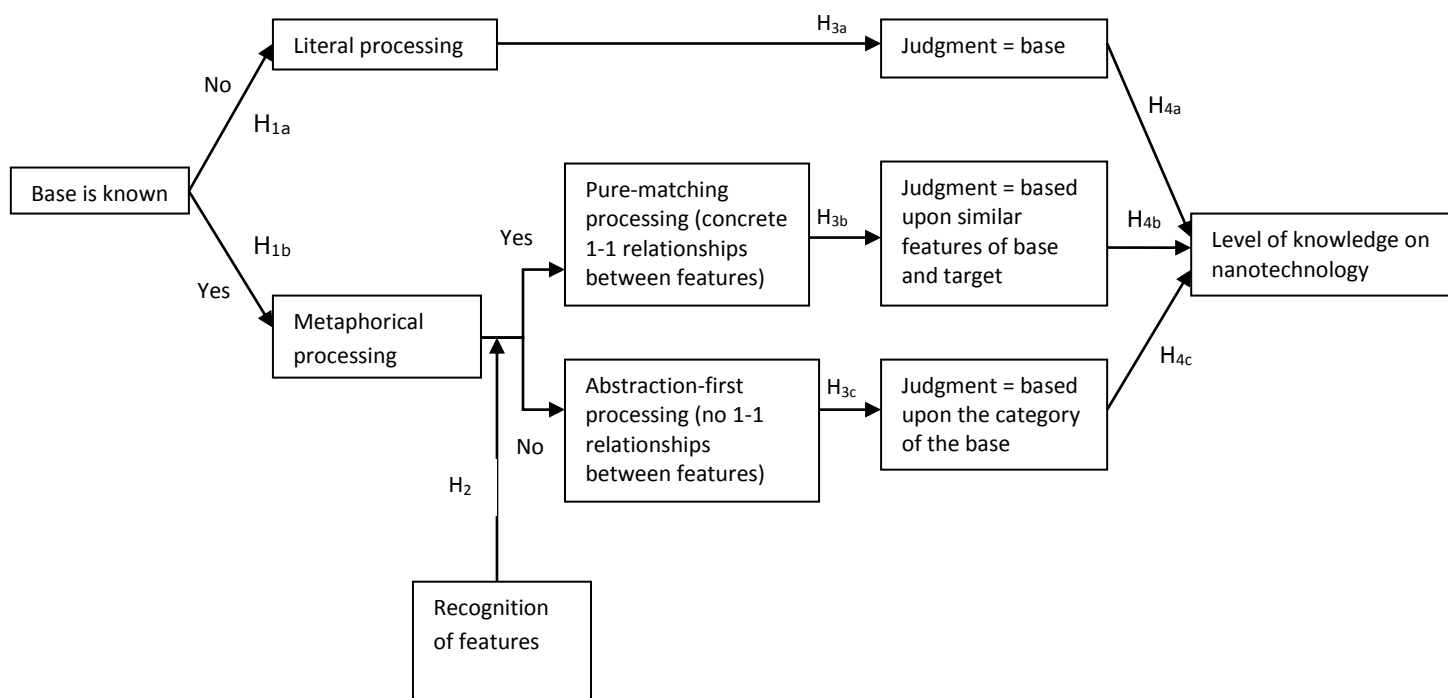 Literal processing
H3a
Judgment = base
No
H1a
H4a
Base is known
Pure-matching
processing (concrete
1-1 relationships
between features)
H3b
Judgment = based
upon similar
features of base
and target
H4b
Level of knowledge on
nanotechnology
H1b
Yes
Yes
Metaphorical
processing
Abstraction-first
processing (no 1-1
relationships
between features)
H3c
Judgment = based
upon the category
of the base
H4c
No
H2
Recognition
of features